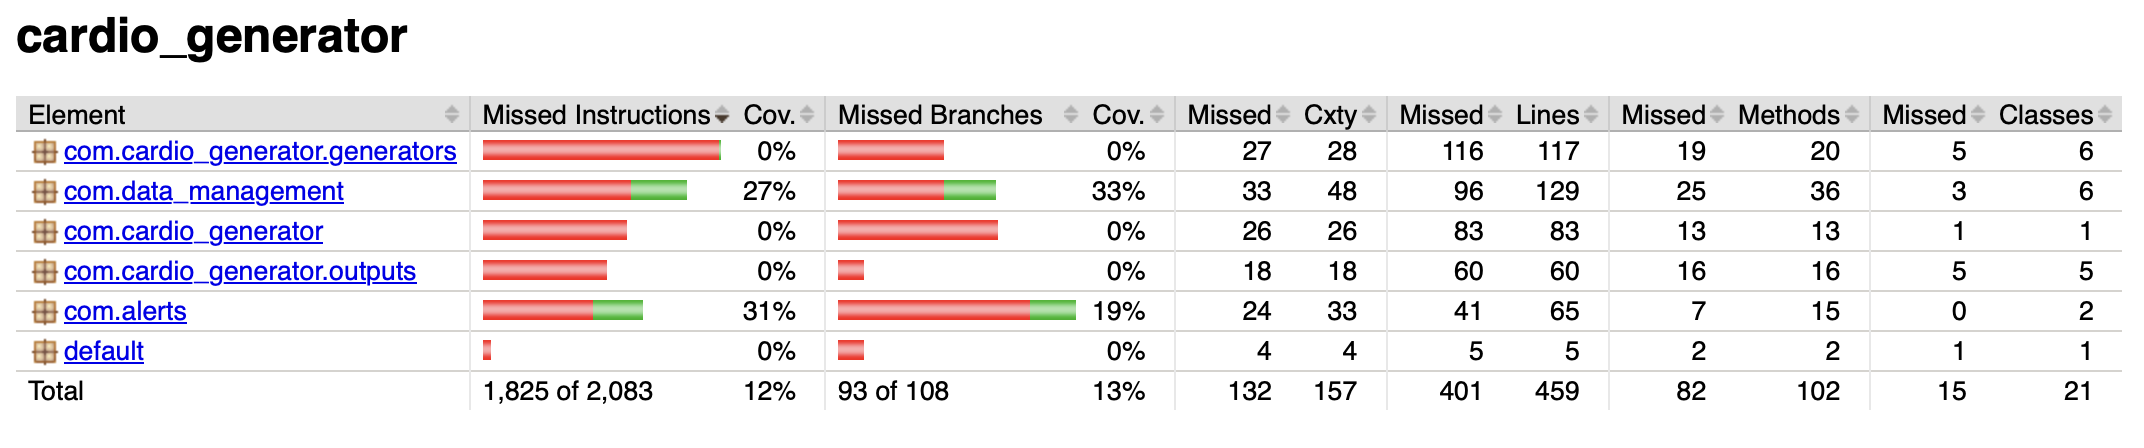 cardio_generator
Element Missed Instructions Cov. Missed Branches Cov. Missed Cxty Missed Lines Missed Methods Missed Classes
com.cardio_generator.generators 0% 0% 27 28 116 117 19 20 5 6
com.data_management 27% 33% 33 48 96 129 25 36 3 6
com.cardio_generator 0% 0% 26 26 83 83 13 13 1 1
com.cardio_generator.outputs 0% 0% 18 18 60 60 16 16 5 5
com.alerts 31% 19% 24 33 41 65 7 15 0 2
default 0% 0% 4 4 5 5 2 2 1 1
Total 1,825 of 2,083 12% 93 of 108 13% 132 157 401 459 82 102 15 21